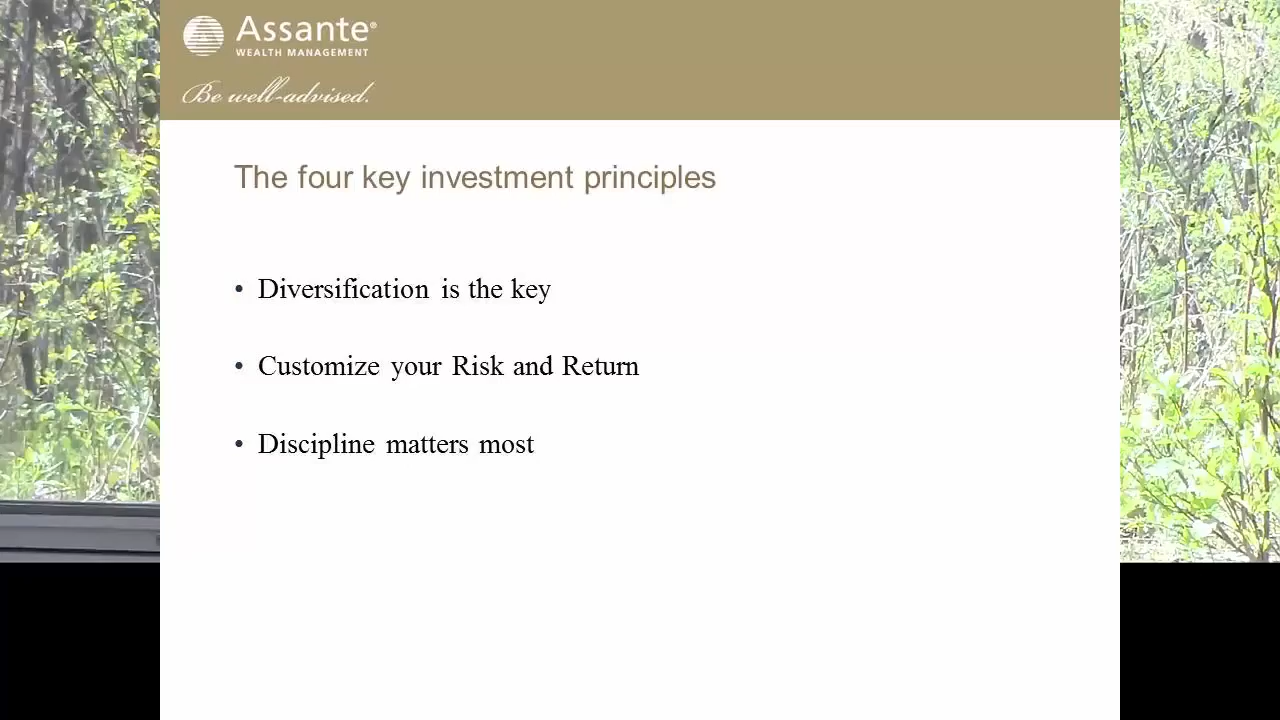 Assante®
WEALTH MANAGEMENT
Be well-advised.
The four key investment principles
• Diversification is the key
• Customize your Risk and Return
• Discipline matters most